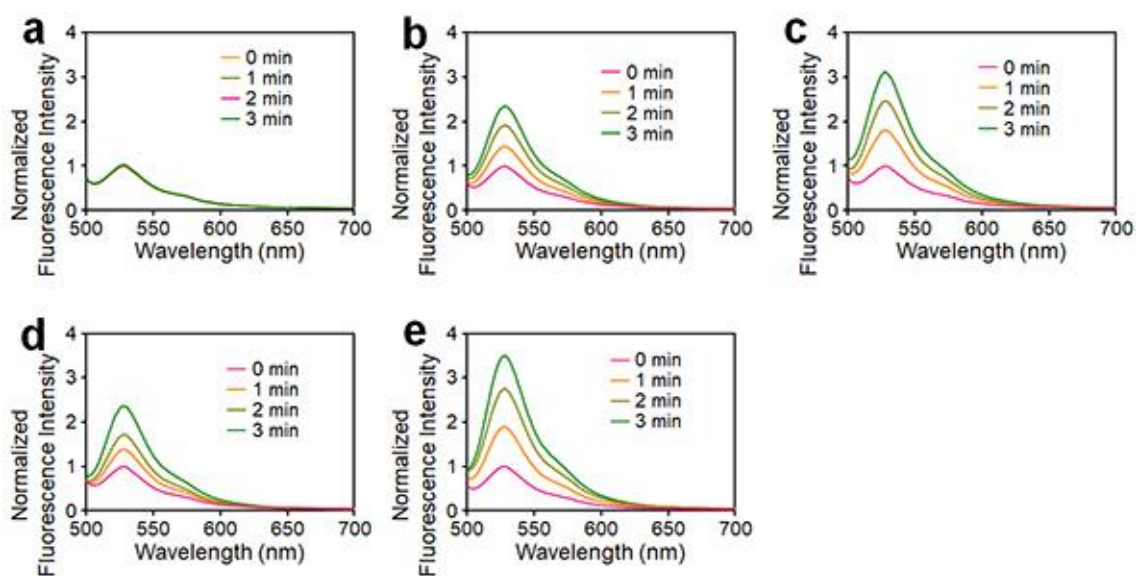 a
Normalized
Fluorescence Intensity
4
3
2
1
0
0 min
1 min
2 min
3 min
500 550 600 650 700
Wavelength (nm)
b
Normalized
Fluorescence Intensity
4
3
2
1
0
0 min
1 min
2 min
3 min
500 550 600 650 700
Wavelength (nm)
c
Normalized
Fluorescence Intensity
4
3
2
1
0
0 min
1 min
2 min
3 min
500 550 600 650 700
Wavelength (nm)
d
Normalized
Fluorescence Intensity
4
3
2
1
0
0 min
1 min
2 min
3 min
500 550 600 650 700
Wavelength (nm)
e
Normalized
Fluorescence Intensity
4
3
2
1
0
0 min
1 min
2 min
3 min
500 550 600 650 700
Wavelength (nm)